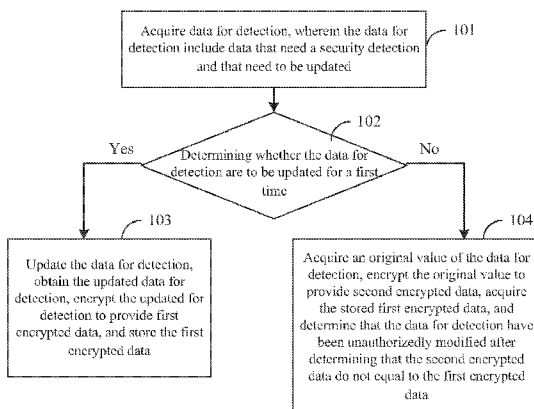 Acquire data for detection, wherein the data for
detection include data that need a security detection
and that need to be updated
101
102
Yes
No
Determining whether the data for
detection are to be updated for a first
time
103
104
Update the data for detection,
obtain the updated data for
detection, encrypt the updated for
detection to provide first
encrypted data, and store the first
encrypted data
Acquire an original value of the data for
detection, encrypt the original value to
provide second encrypted data, acquire
the stored first encrypted data, and
determine that the data for detection have
been unauthorizedly modified after
determining that the second encrypted
data do not equal to the first encrypted
data